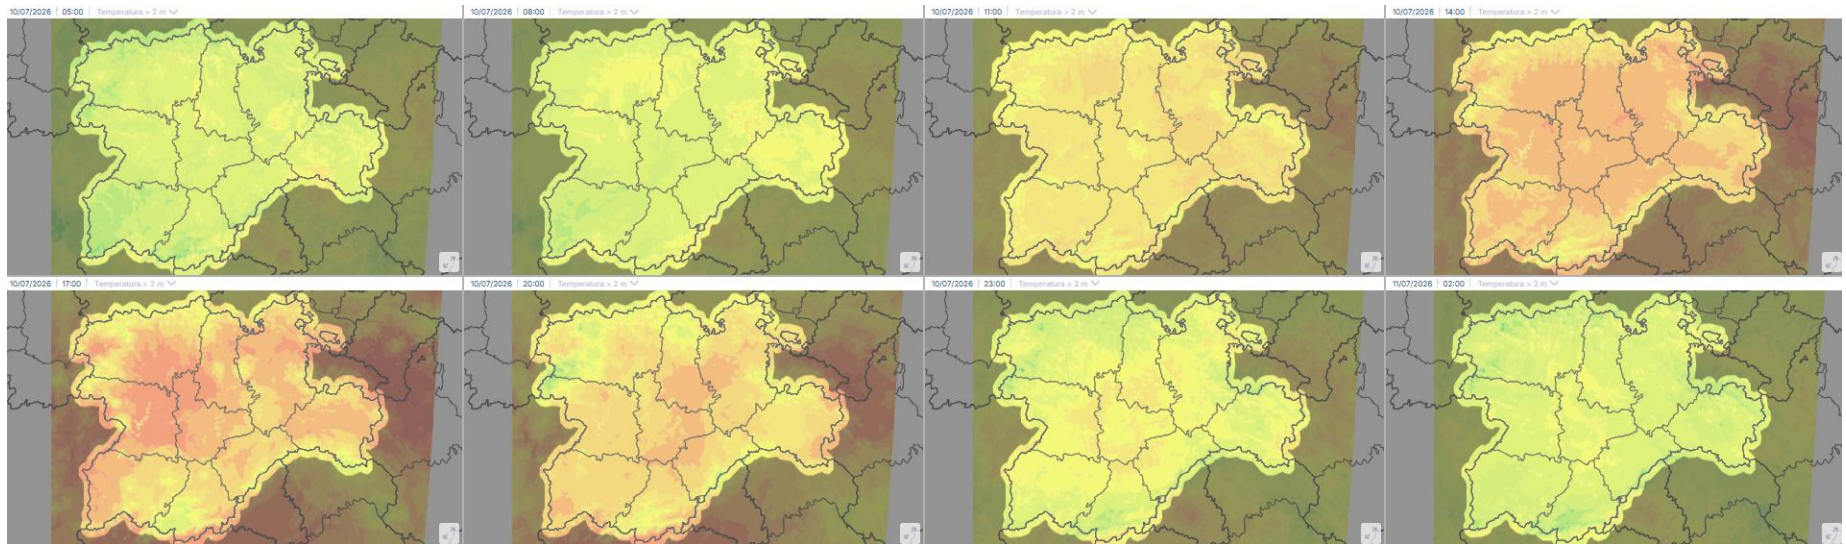 10/07/2026 | 05:00 | Temperatura > 2 m
10/07/2026 | 08:00 | Temperatura > 2 m
10/07/2026 | 11:00 | Temperatura > 2 m
10/07/2026 | 14:00 | Temperatura > 2 m
10/07/2026 | 17:00 | Temperatura > 2 m
10/07/2026 | 20:00 | Temperatura > 2 m
10/07/2026 | 23:00 | Temperatura > 2 m
11/07/2026 | 02:00 | Temperatura > 2 m